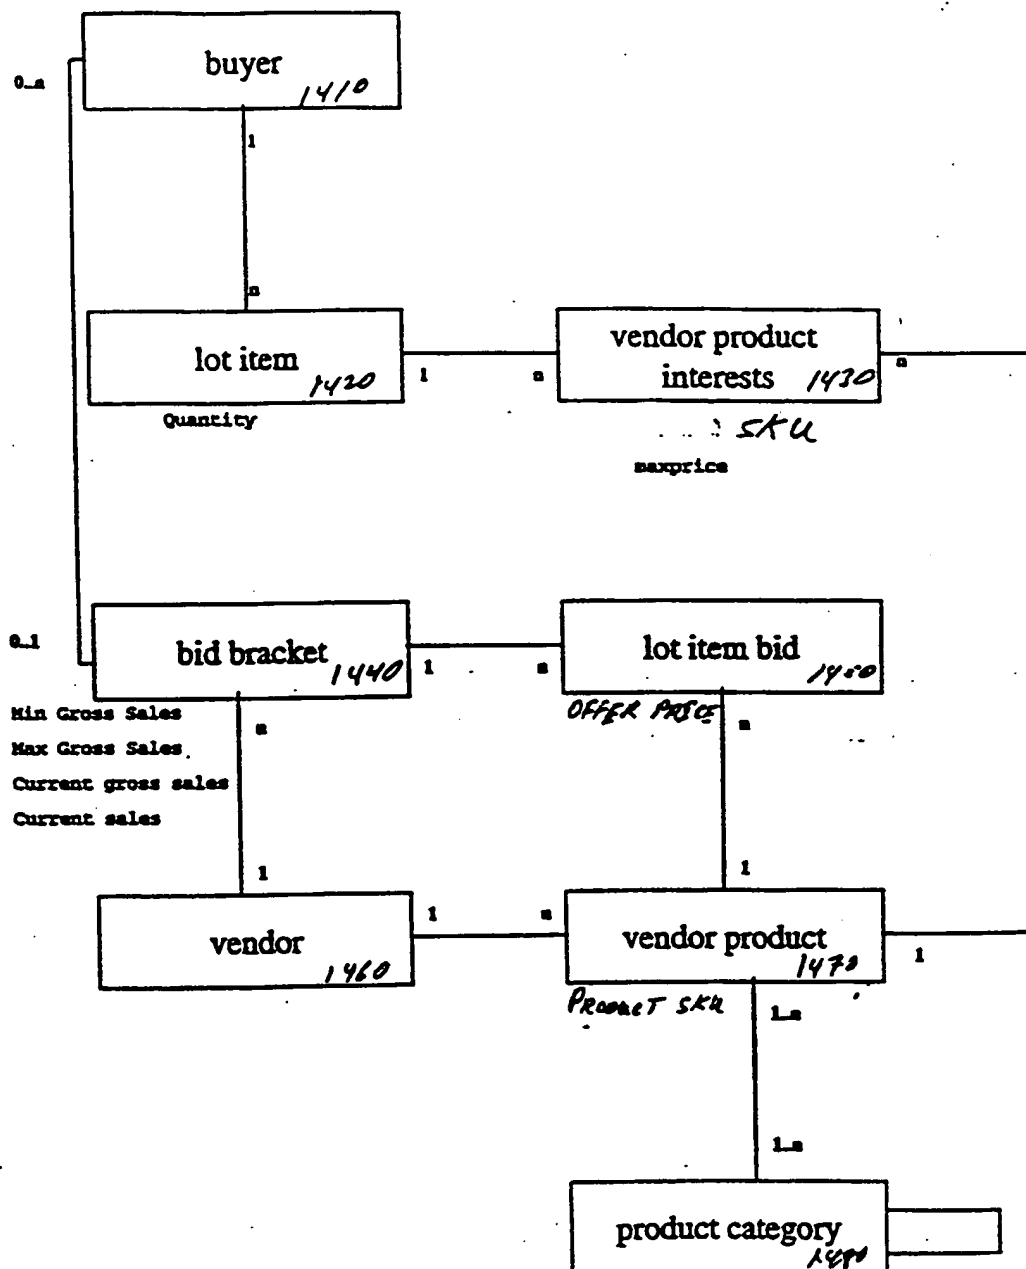 buyer
1410
0..n
1
n
lot item
1420
1
n
vendor product
interests 1430
n
Quantity
SKU
maxprice
0..1
bid bracket
1440
1
n
lot item bid
1450
Min Gross Sales
n
OFFER PRICE
n
Max Gross Sales
Current gross sales
Current sales
1
1
vendor
1460
1
n
vendor product
1470
1
PRODUCT SKU
1..n
1..n
product category
1480